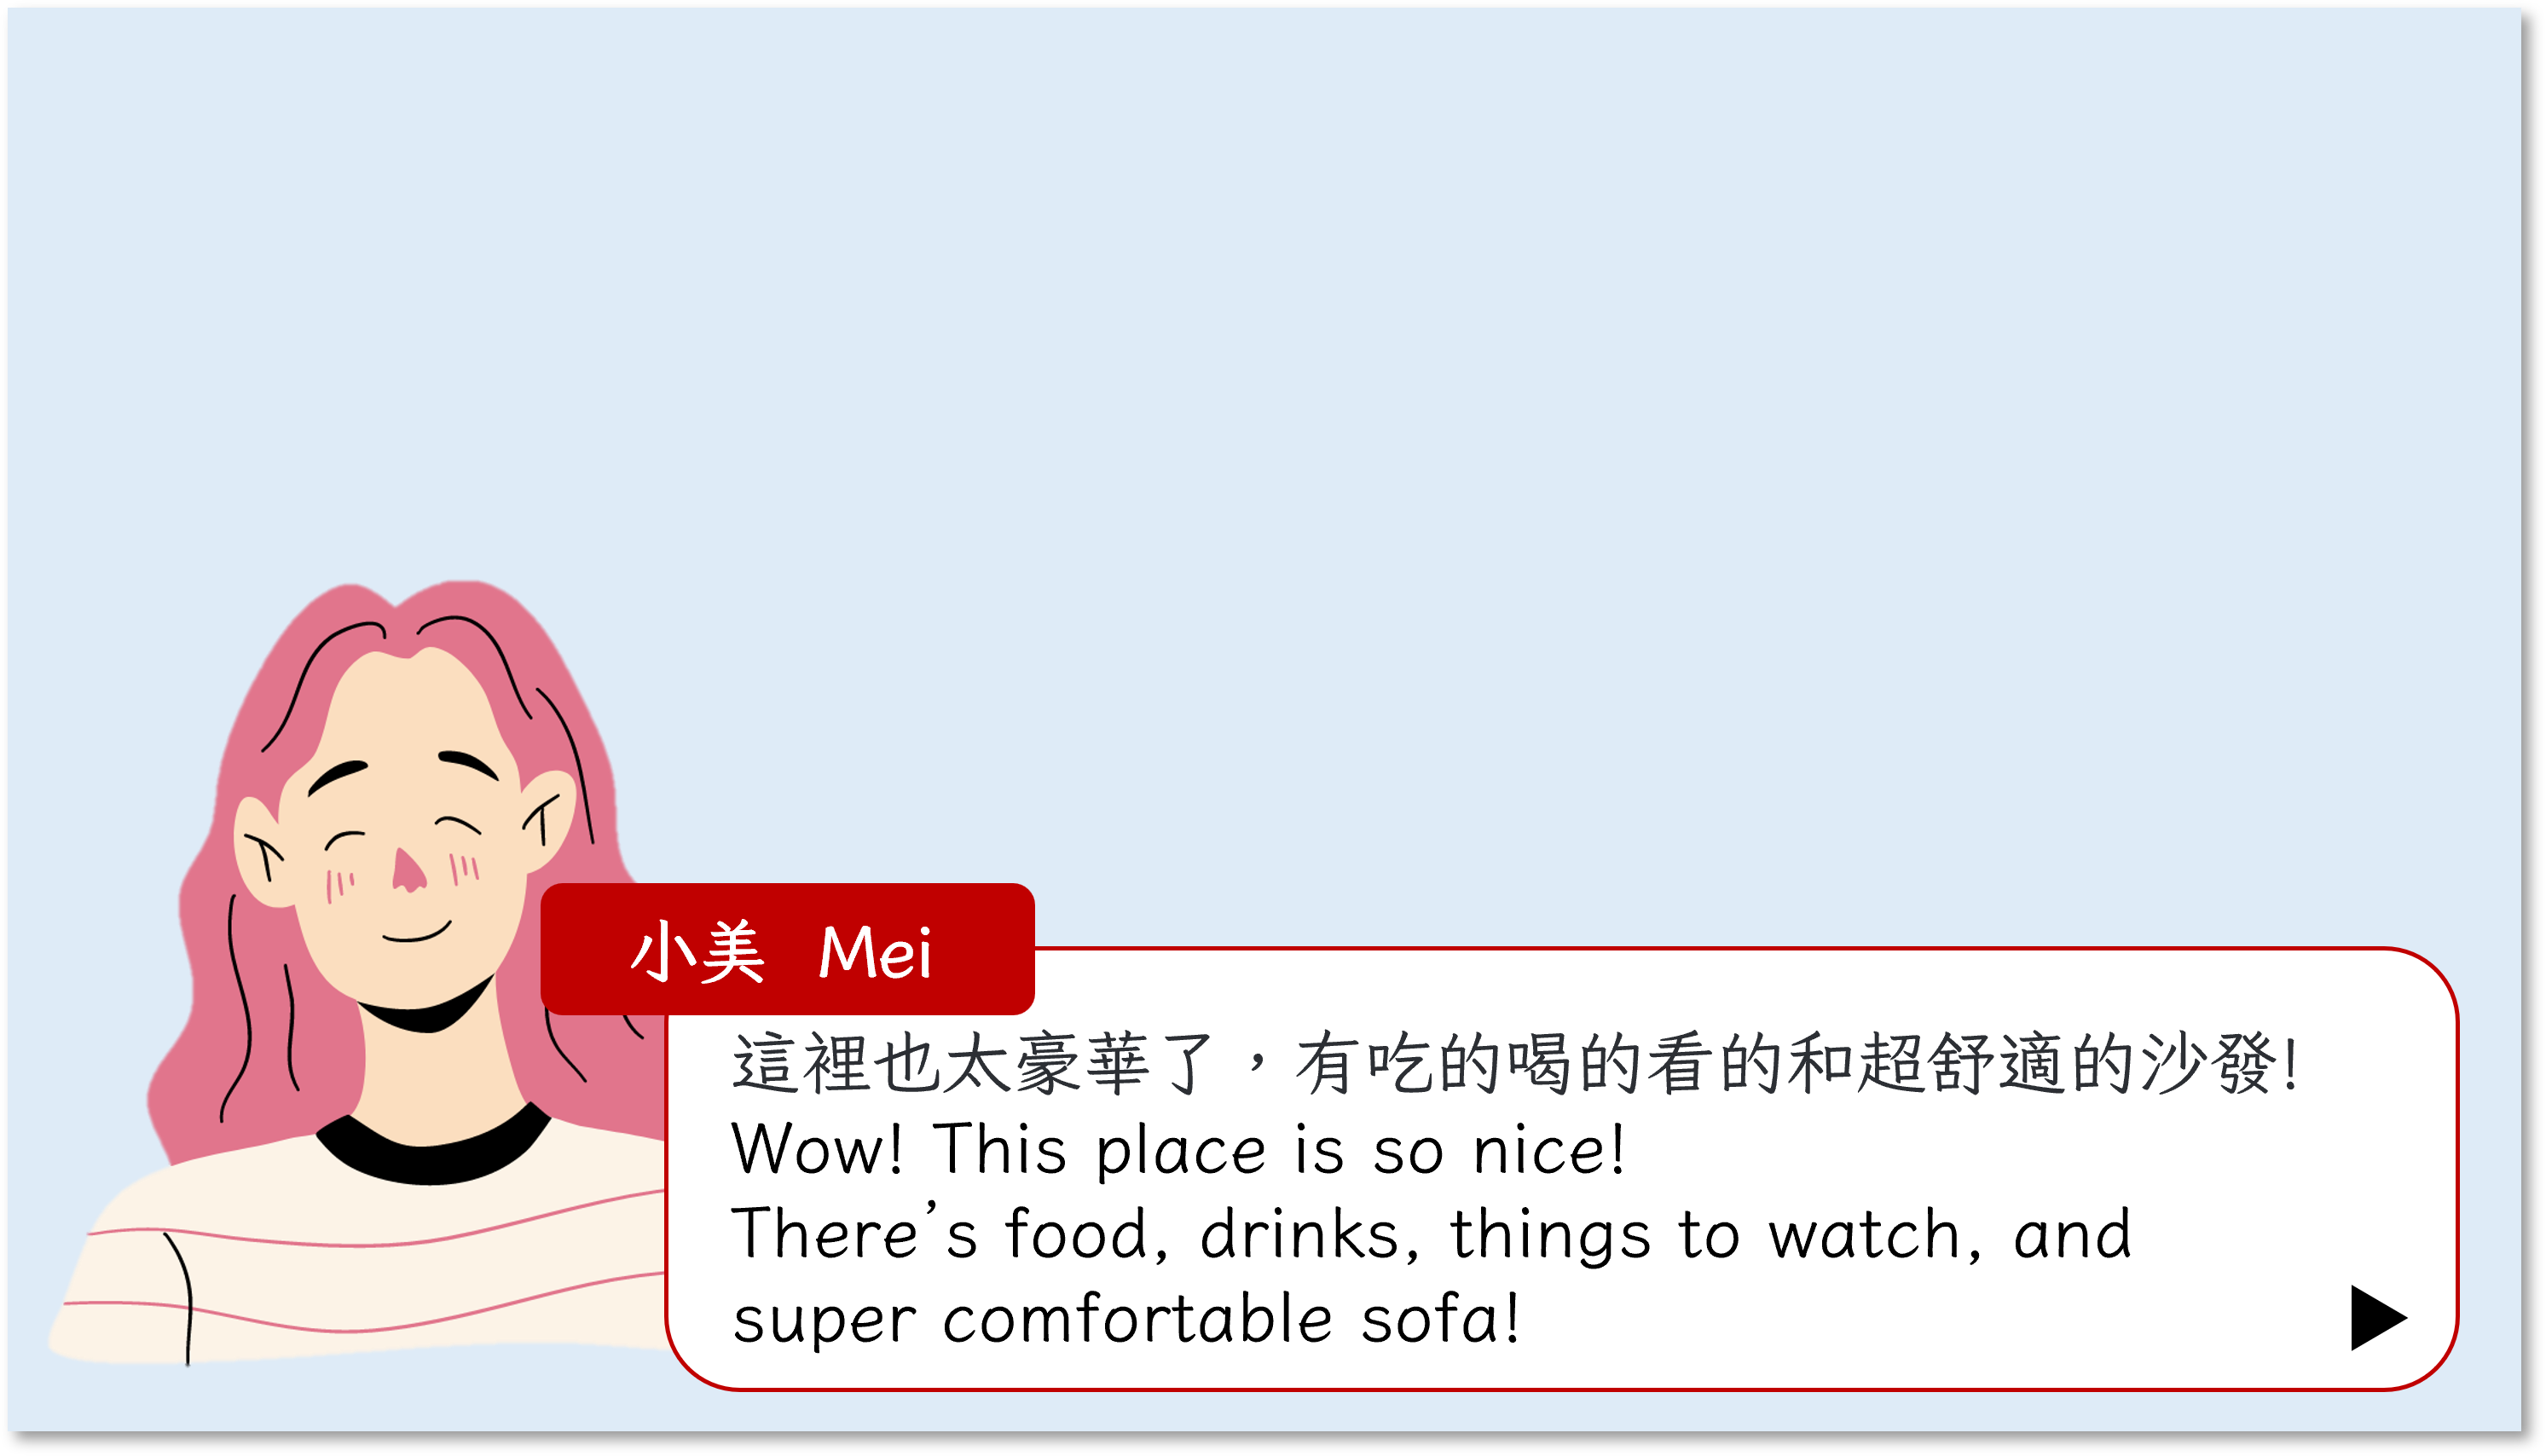 小美 Mei
這裡也太豪華了，有吃的喝的看的和超舒適的沙發!
Wow! This place is so nice!
There’s food, drinks, things to watch, and
super comfortable sofa!